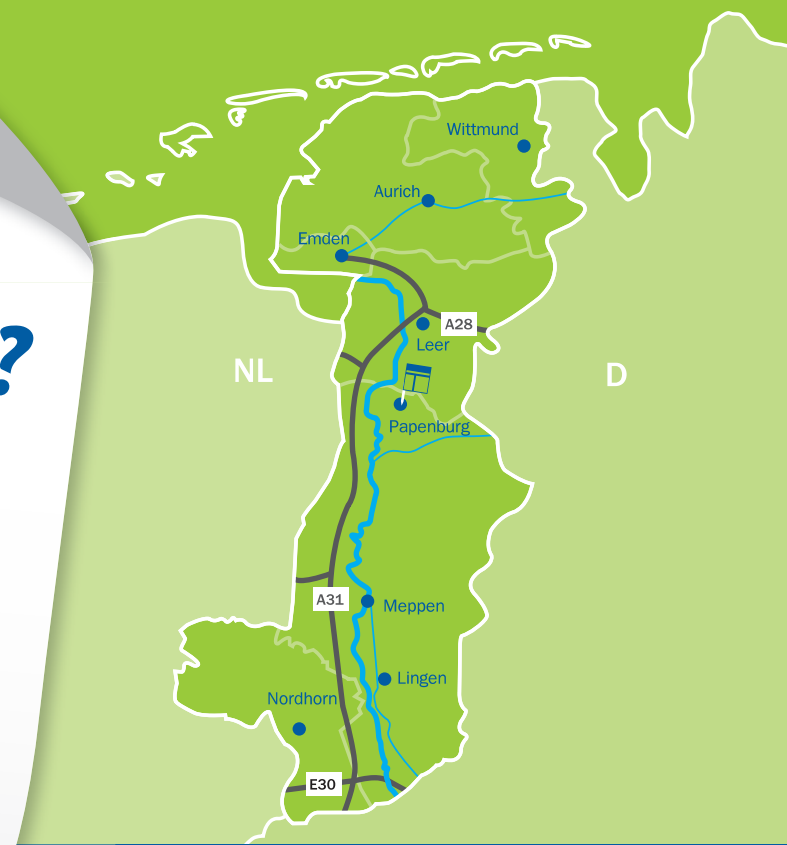 Wittmund
Aurich
Emden
A28
Leer
?
NL
D
Papenburg
A31
Meppen
Lingen
Nordhorn
E30